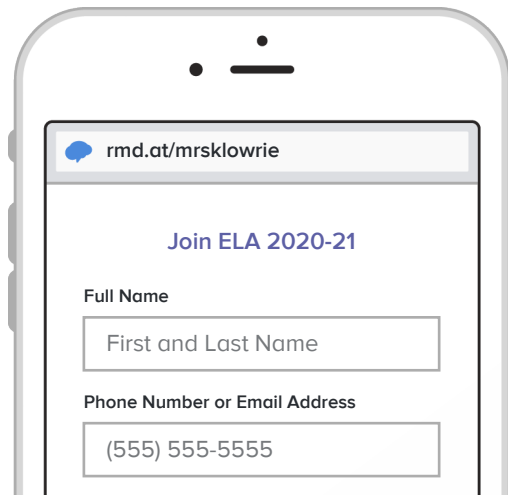 rmd.at/mrsklowrie
Join ELA 2020-21
Full Name
First and Last Name
Phone Number or Email Address
(555) 555-5555